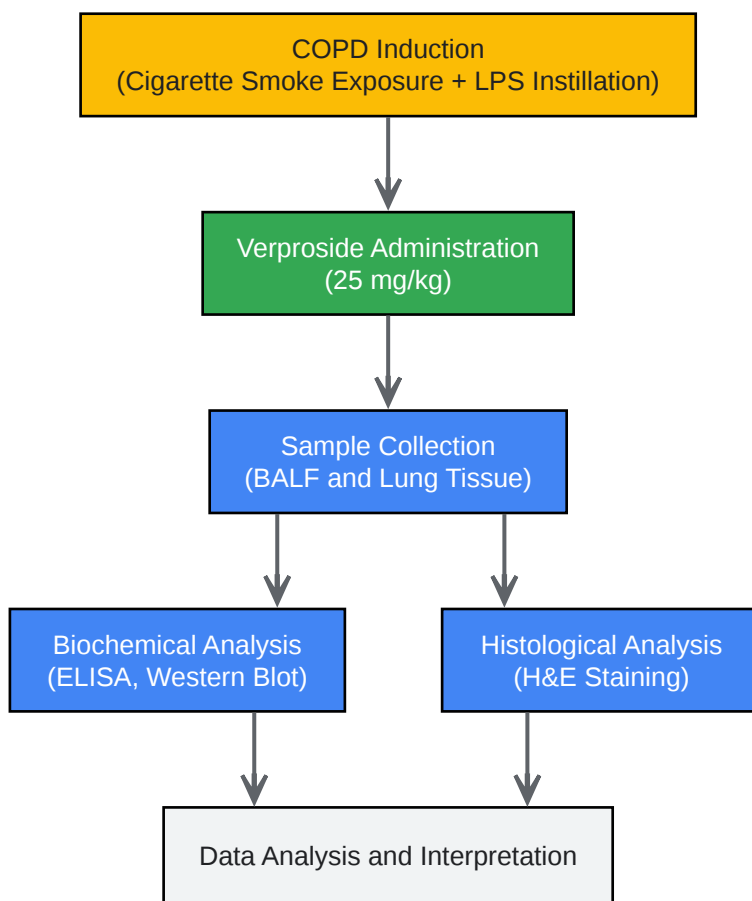 COPD Induction
(Cigarette Smoke Exposure + LPS Instillation)
Verproside Administration
(25 mg/kg)
Sample Collection
(BALF and Lung Tissue)
Biochemical Analysis
(ELISA, Western Blot)
Histological Analysis
(H&E Staining)
Data Analysis and Interpretation